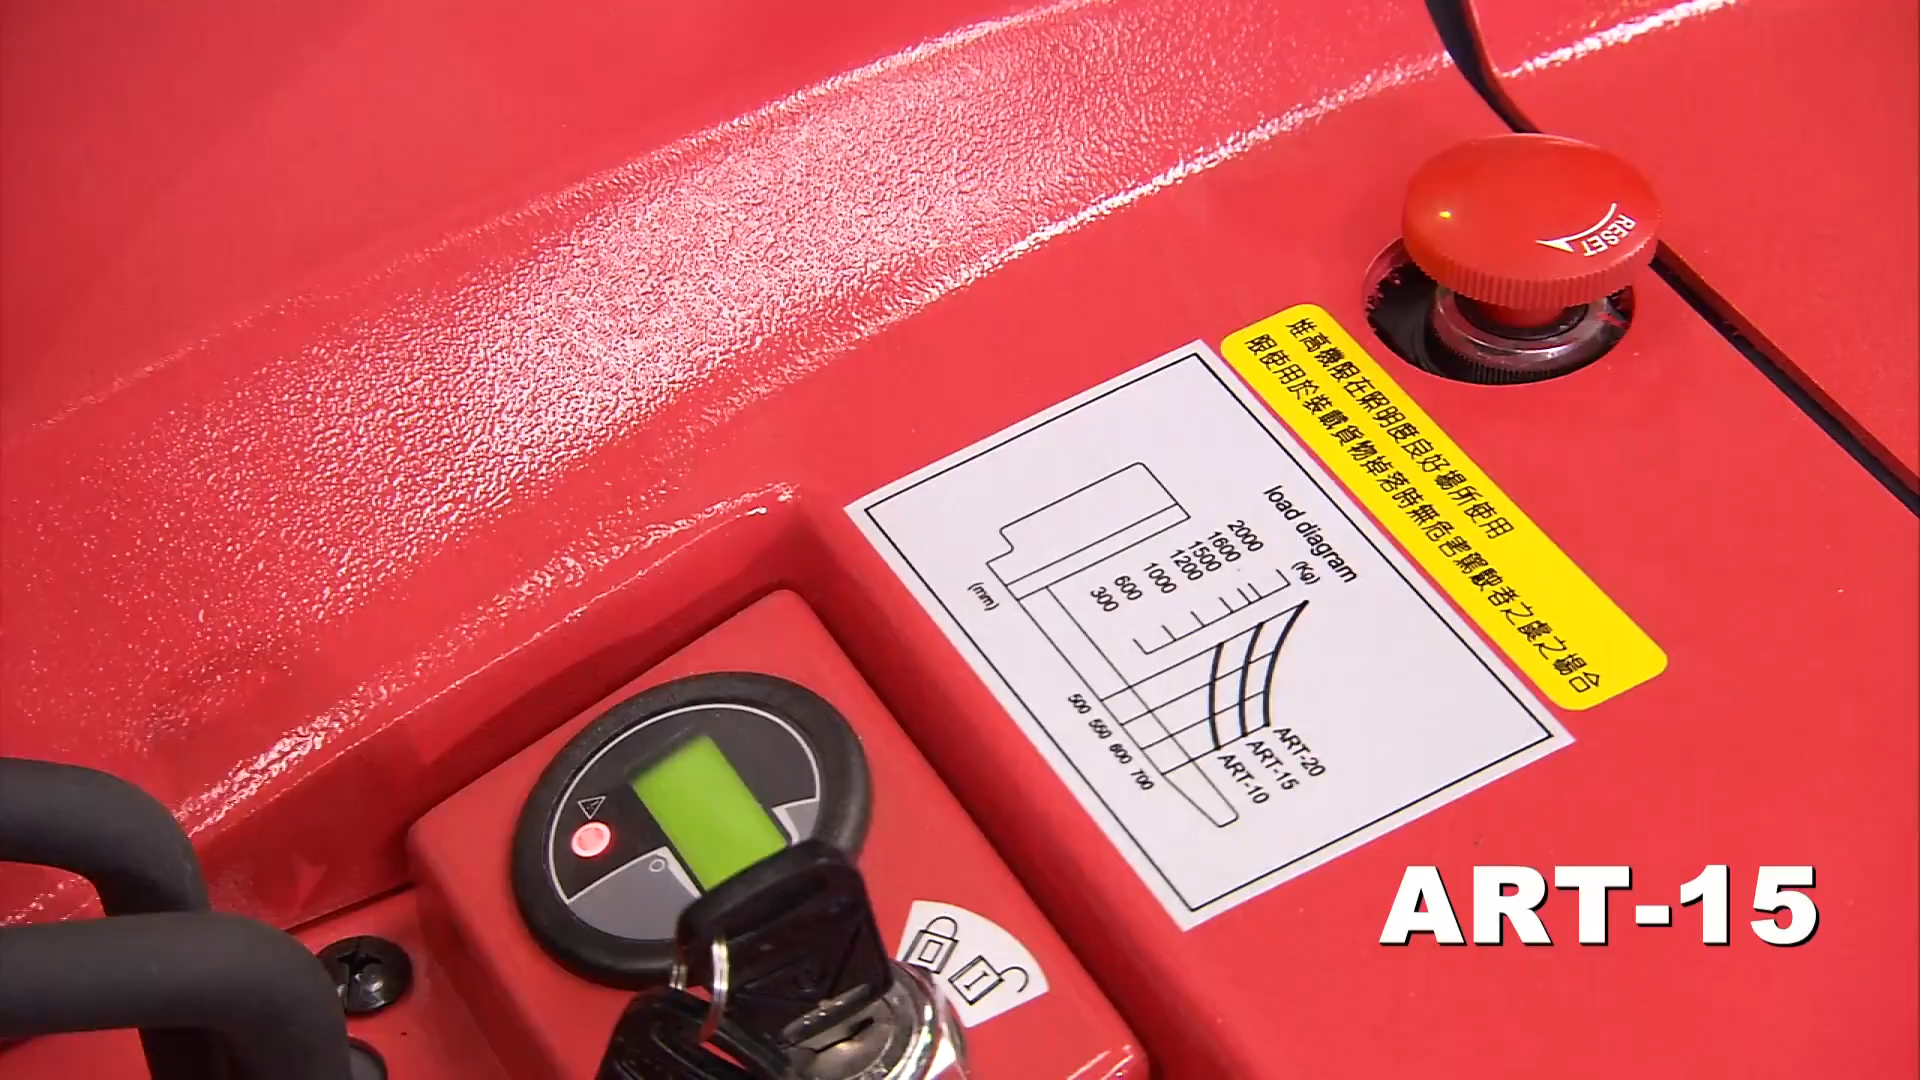 RESET
堆高機限在照明度良好場所使用
限使用於裝載貨物掉落時無危害駕駛者之處之場合
load diagram
(Kg)
2000
1600
1500
1200
1000
600
300
(mm)
500 550 600 700
ART-20
ART-15
ART-10
ART-15